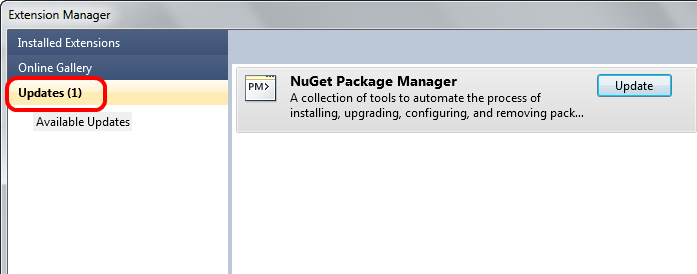 Extension Manager
Installed Extensions
Online Gallery
Updates (1)
Available Updates
PM>
NuGet Package Manager
A collection of tools to automate the process of
installing, upgrading, configuring, and removing pack...
Update